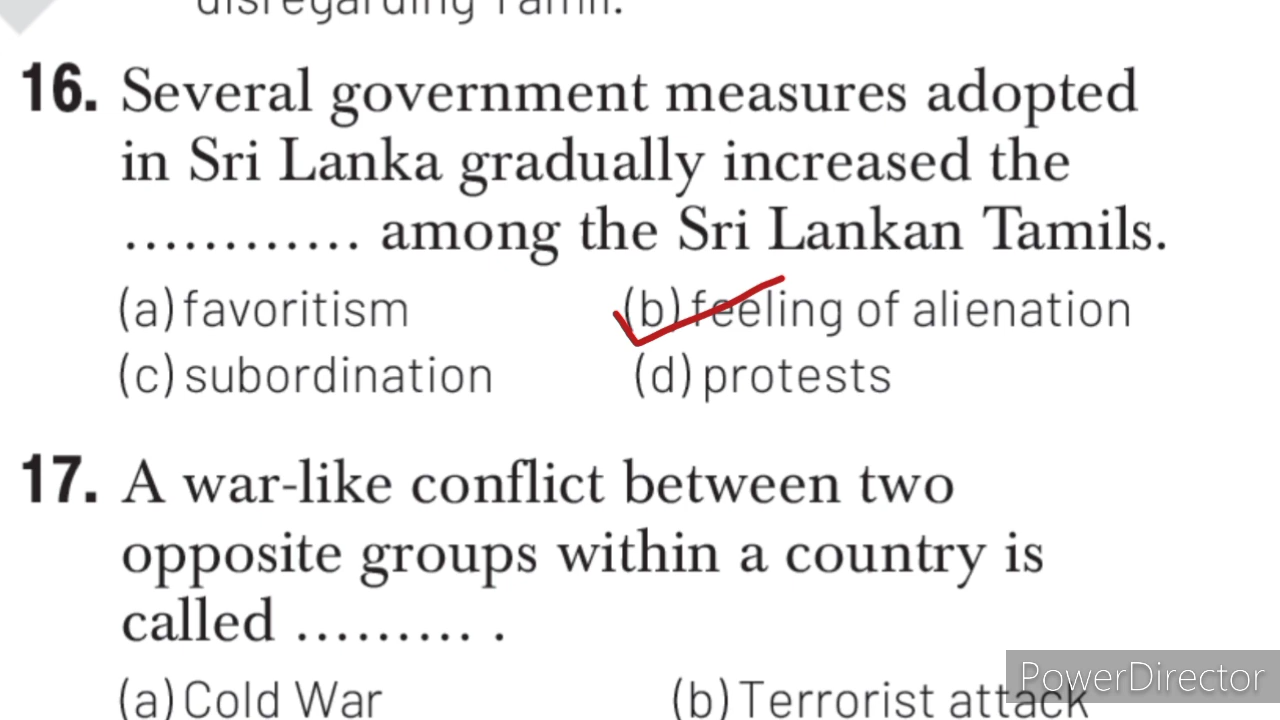 disregarding Tamil.
16. Several government measures adopted
in Sri Lanka gradually increased the
............ among the Sri Lankan Tamils.
(a) favoritism (b) feeling of alienation
(c) subordination (d) protests
17. A war-like conflict between two
opposite groups within a country is
called ......... .
(a) Cold War (b) Terrorist attack
PowerDirector